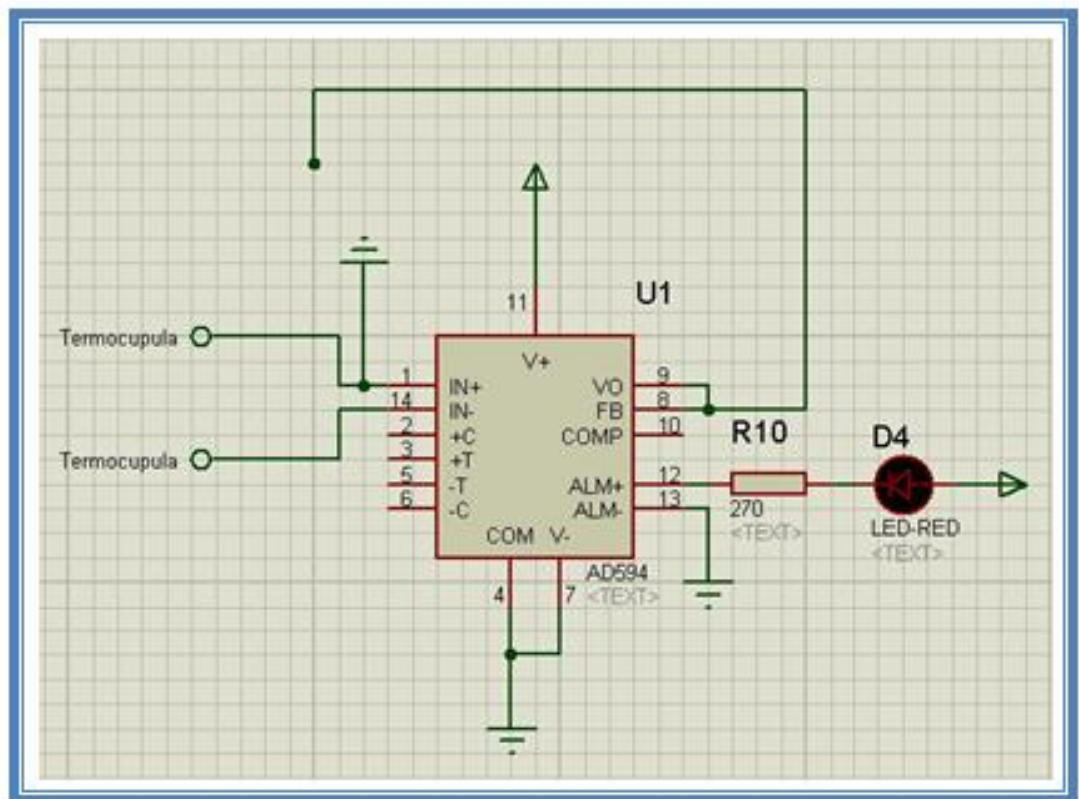 U1
11
Termocupula
V+
1
IN+
VO
9
14
IN-
FB
8
2
+C
COMP
10
R10
D4
Termocupula
3
+T
5
-T
ALM+
12
6
-C
ALM-
13
270
<TEXT>
LED-RED
<TEXT>
COM V-
AD594
<TEXT>
4
7